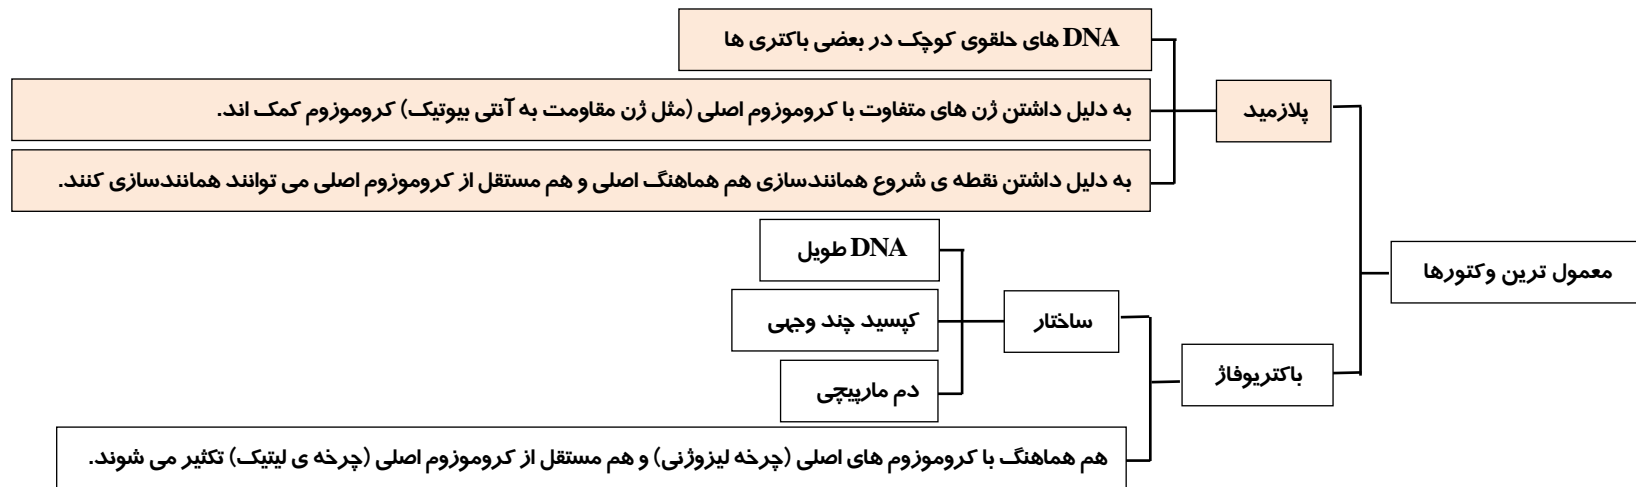 معمول ترین وکتورها
پلازمید
DNA های حلقوی کوچک در بعضی باکتری ها
به دلیل داشتن ژن های متفاوت با کروموزوم اصلی (مثل ژن مقاومت به آنتی بیوتیک) کروموزوم کمک اند.
به دلیل داشتن نقطه ی شروع همانندسازی هم هماهنگ اصلی و هم مستقل از کروموزوم اصلی می توانند همانندسازی کنند.
باکتریوفاژ
ساختار
DNA طویل
کپسید چند وجهی
دم مارپیچی
هم هماهنگ با کروموزوم های اصلی (چرخه لیزوژنی) و هم مستقل از کروموزوم اصلی (چرخه ی لیتیک) تکثیر می شوند.